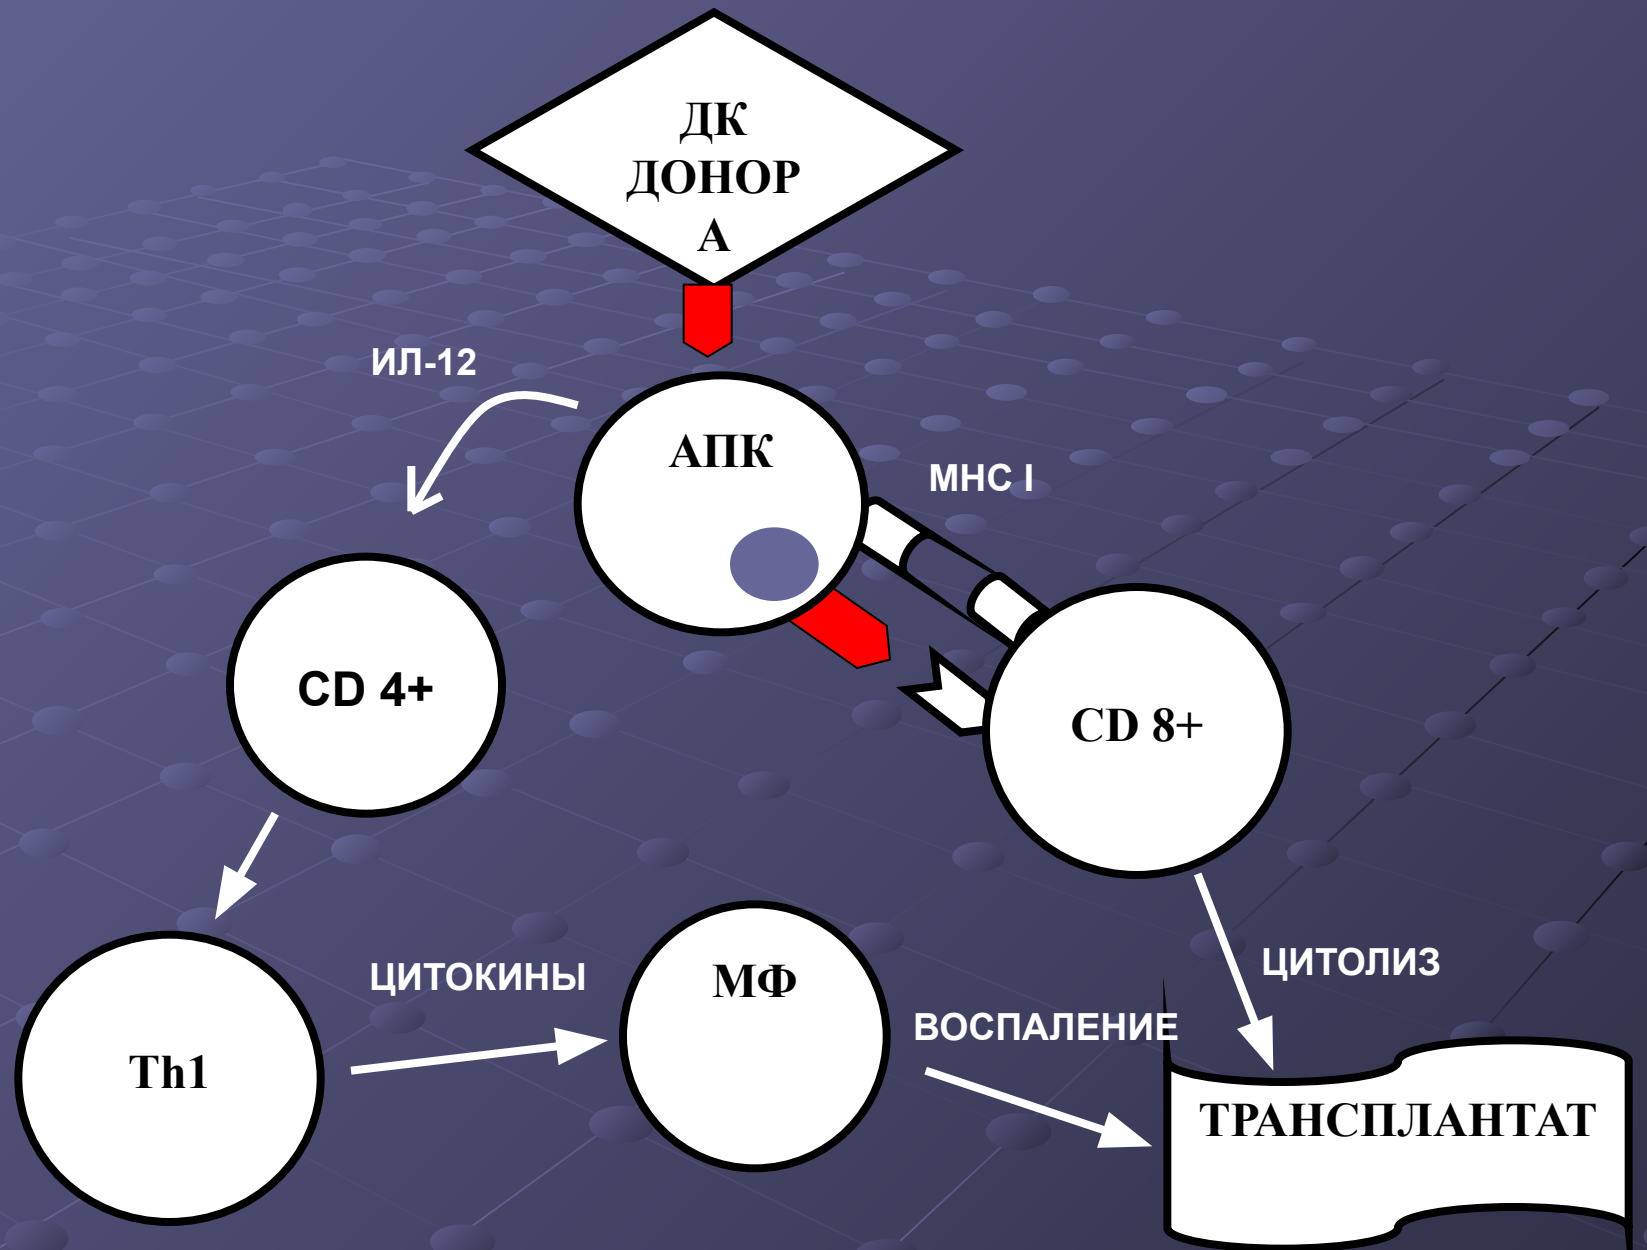 ДК
ДОНОР
А
ИЛ-12
АПК
МНС I
CD 4+
CD 8+
Th1
ЦИТОКИНЫ
МФ
ВОСПАЛЕНИЕ
ЦИТОЛИЗ
ТРАНСПЛАНТАТ